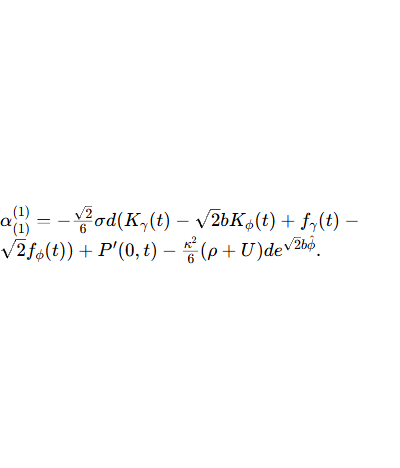 $\alpha_{(1)}^{(1)} = -\frac{\sqrt{2}}{6}\sigma d(K_{\gamma}(t) - \sqrt{2}bK_{\phi}(t) + f_{\gamma}(t) -$
$\sqrt{2}f_{\phi}(t)) + P'(0,t) - \frac{\kappa^2}{6}(\rho + U)de^{\sqrt{2}b\hat{\phi}}.$